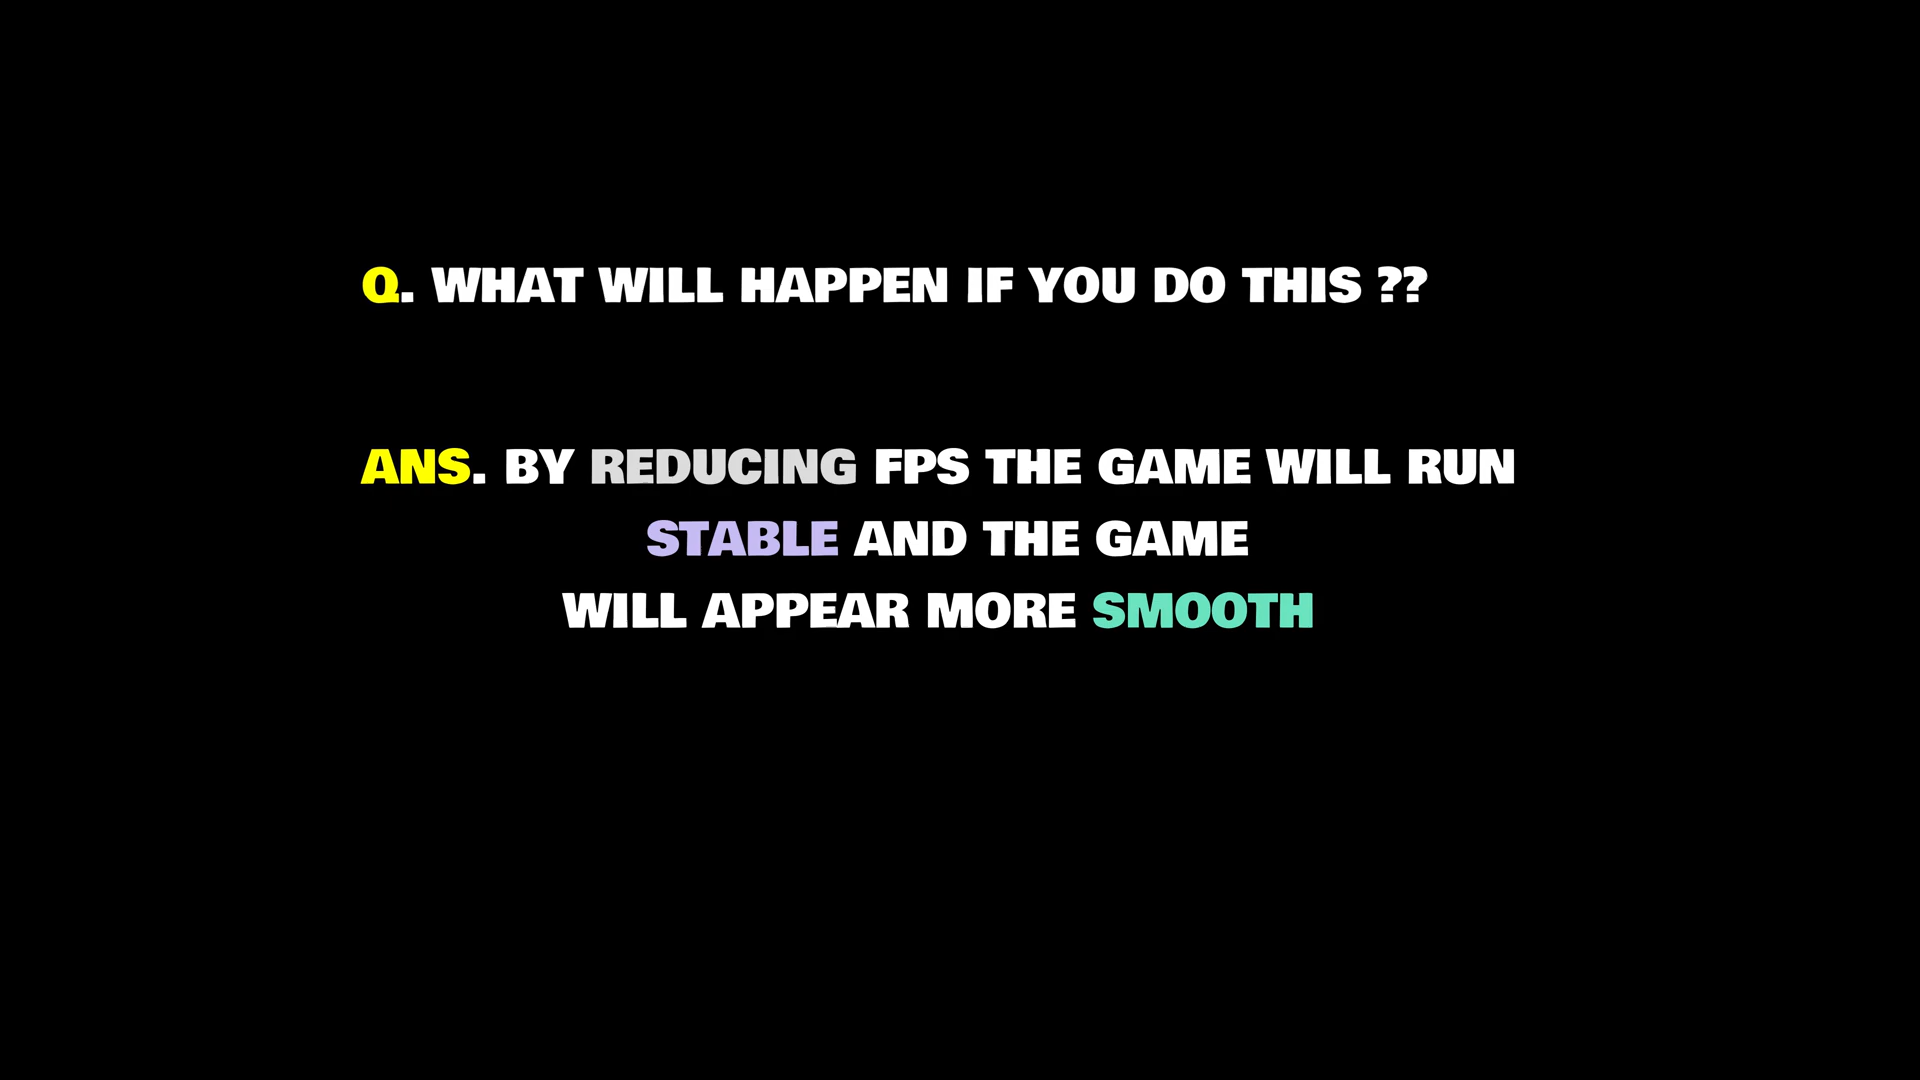 Q. WHAT WILL HAPPEN IF YOU DO THIS ??
ANS. BY REDUCING FPS THE GAME WILL RUN
STABLE AND THE GAME
WILL APPEAR MORE SMOOTH